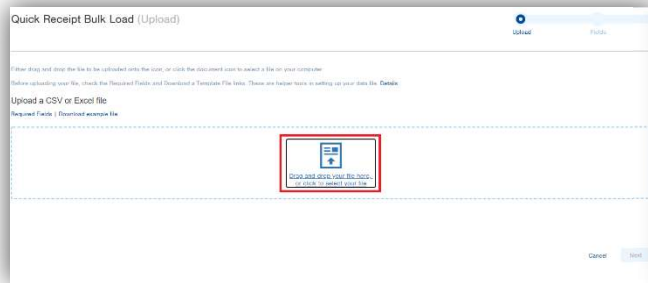 Quick Receipt Bulk Load (Upload)
Upload
Fields
Either drag and drop the file to be uploaded onto the icon, or click the document icon to select a file on your computer.
Before uploading your file, check the Required Fields and Download a Template File links. These are helper tools in setting up your data file. Details
Upload a CSV or Excel file
Required Fields | Download example file
Drag and drop your file here,
or click to select your file
Cancel
Next